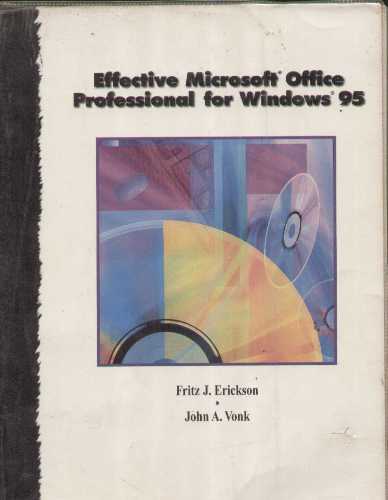 Effective Microsoft® Office
Professional for Windows® 95
Fritz J. Erickson
•
John A. Vonk